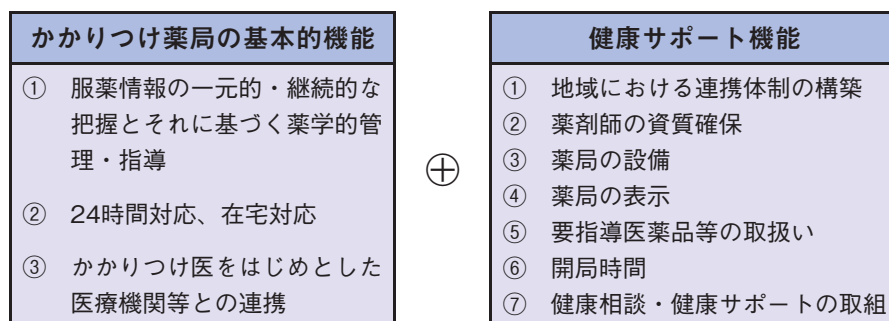 かかりつけ薬局の基本的機能
① 服薬情報の一元的・継続的な
把握とそれに基づく薬学的管
理・指導
② 24時間対応、在宅対応
③ かかりつけ医をはじめとした
医療機関等との連携
⊕
健康サポート機能
① 地域における連携体制の構築
② 薬剤師の資質確保
③ 薬局の設備
④ 薬局の表示
⑤ 要指導医薬品等の取扱い
⑥ 開局時間
⑦ 健康相談・健康サポートの取組